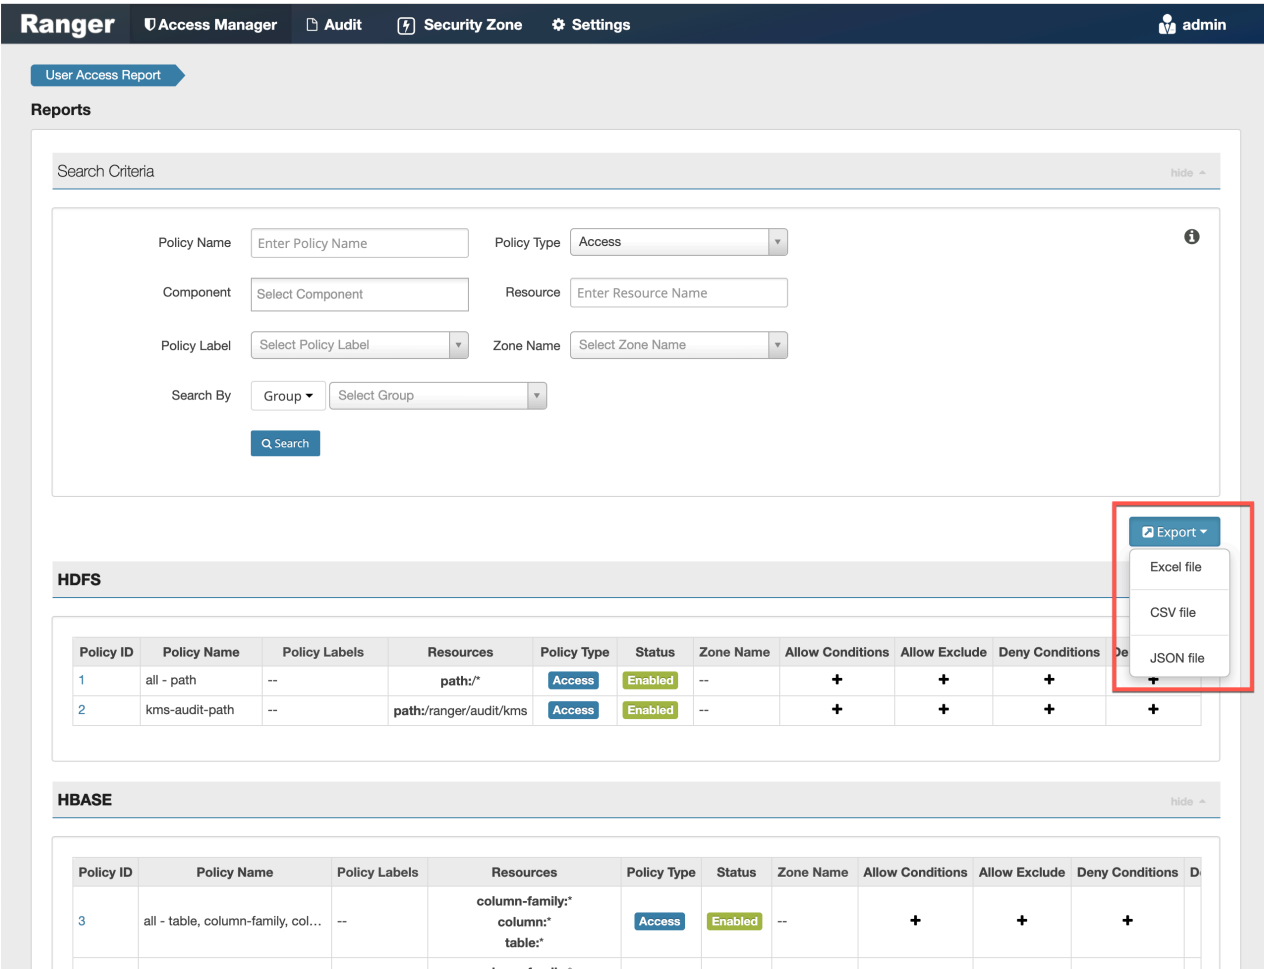 Ranger Access Manager Audit Security Zone Settings admin
User Access Report
Reports
Search Criteria hide
Policy Name Enter Policy Name Policy Type Access
Component Select Component Resource Enter Resource Name
Policy Label Select Policy Label Zone Name Select Zone Name
Search By Group Select Group
Search
Export
Excel file
CSV file
JSON file
HDFS
Policy ID Policy Name Policy Labels Resources Policy Type Status Zone Name Allow Conditions Allow Exclude Deny Conditions De
1 all - path -- path:/* Access Enabled -- + + + +
2 kms-audit-path -- path:/ranger/audit/kms Access Enabled -- + + + +
HBASE hide
Policy ID Policy Name Policy Labels Resources Policy Type Status Zone Name Allow Conditions Allow Exclude Deny Conditions D
column-family:*
3 all - table, column-family, col... -- column:* Access Enabled -- + + +
table:*